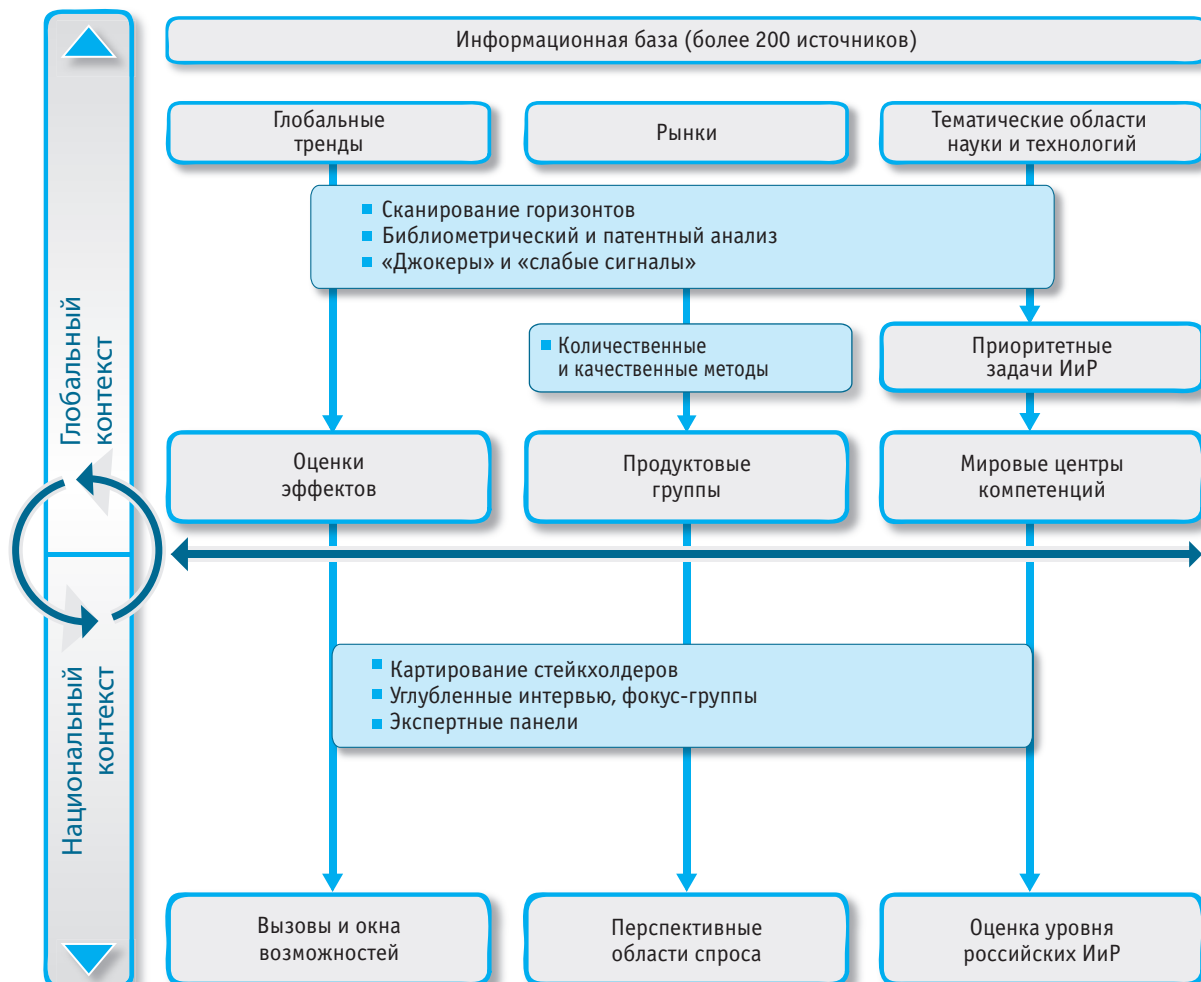 Информационная база (более 200 источников)
Глобальные
тренды
Рынки
Тематические области
науки и технологий
Сканирование горизонтов
Библиометрический и патентный анализ
«Джокеры» и «слабые сигналы»
Количественные
и качественные методы
Приоритетные
задачи ИиР
Оценки
эффектов
Продуктовые
группы
Мировые центры
компетенций
Глобальный
контекст
Национальный
контекст
Картирование стейкхолдеров
Углубленные интервью, фокус-группы
Экспертные панели
Вызовы и окна
возможностей
Перспективные
области спроса
Оценка уровня
российских ИиР